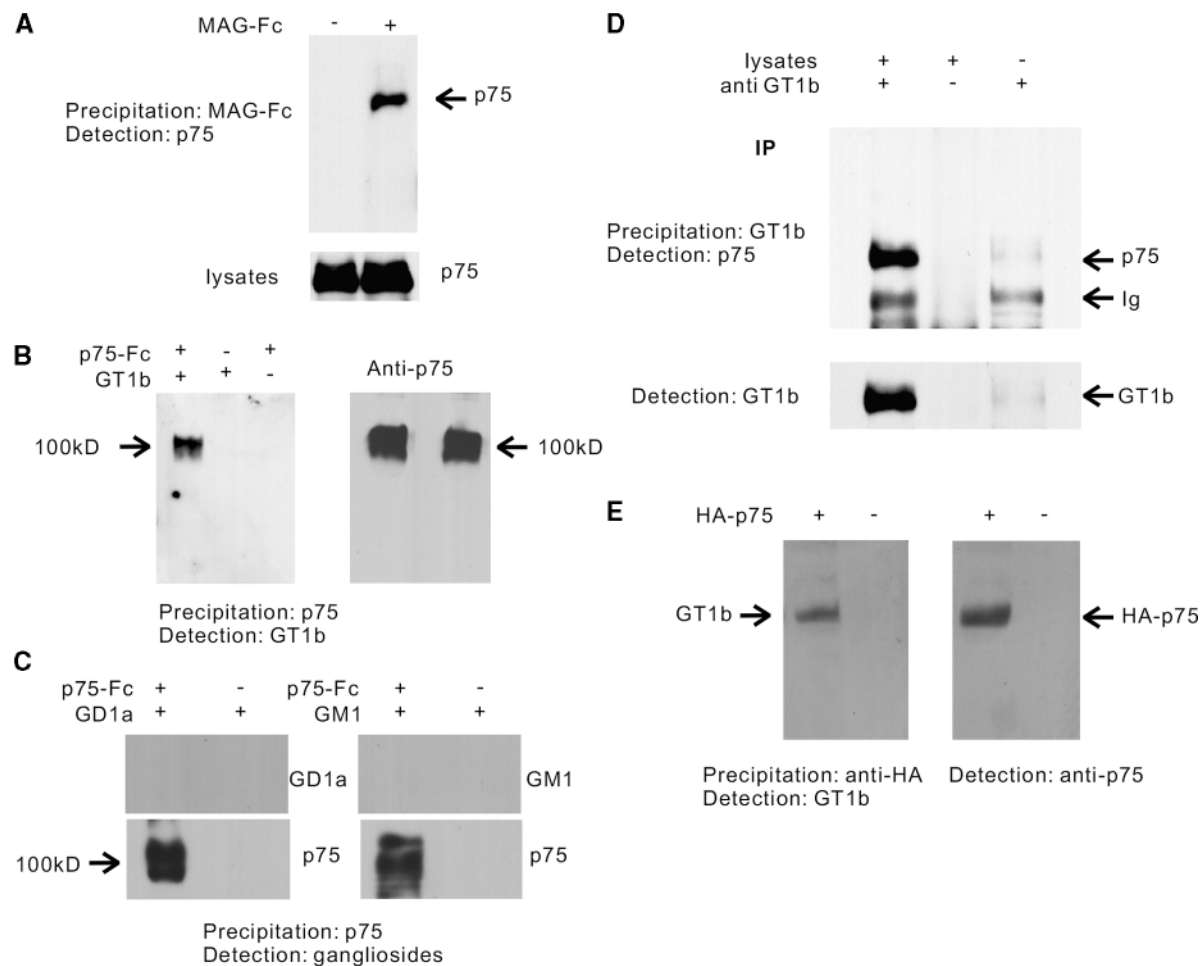 A
MAG-Fc - +
Precipitation: MAG-Fc
Detection: p75
p75
lysates
p75
B
p75-Fc + - +
GT1b + + -
Anti-p75
100kD
100kD
Precipitation: p75
Detection: GT1b
C
p75-Fc + -
GD1a + +
p75-Fc + -
GM1 + +
GD1a
GM1
100kD
p75
p75
Precipitation: p75
Detection: gangliosides
D
lysates + + -
anti GT1b + - +
IP
Precipitation: GT1b
Detection: p75
p75
Ig
Detection: GT1b
GT1b
E
HA-p75 + - + -
GT1b
HA-p75
Precipitation: anti-HA
Detection: GT1b
Detection: anti-p75